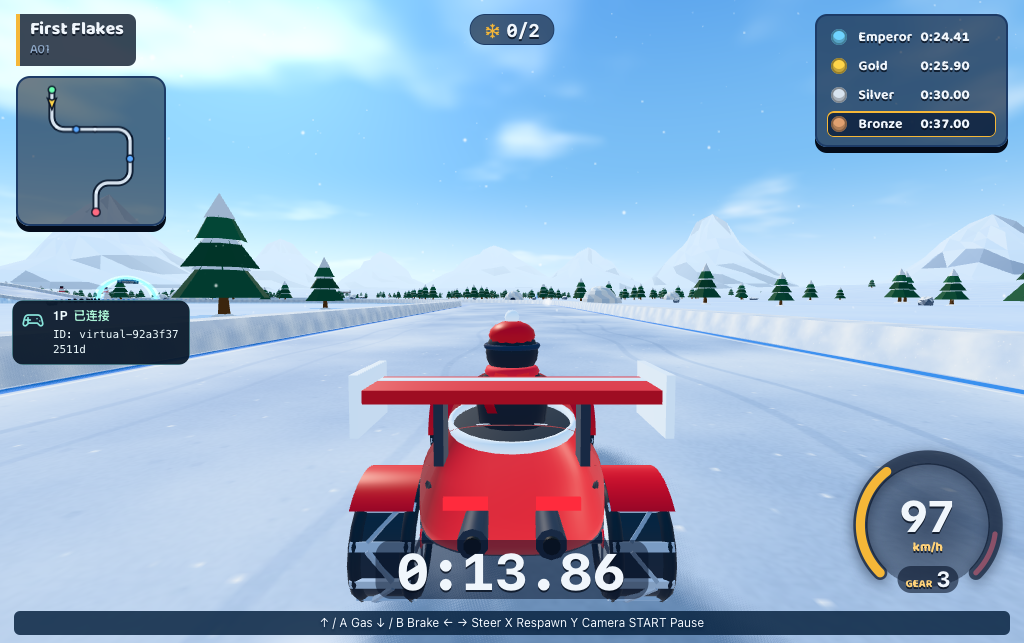 First Flakes
A01
0/2
Emperor 0:24.41
Gold 0:25.90
Silver 0:30.00
Bronze 0:37.00
1P 已连接
ID: virtual-92a3f37
2511d
97
km/h
GEAR 3
0:13.86
↑ / A Gas ↓ / B Brake ← → Steer X Respawn Y Camera START Pause